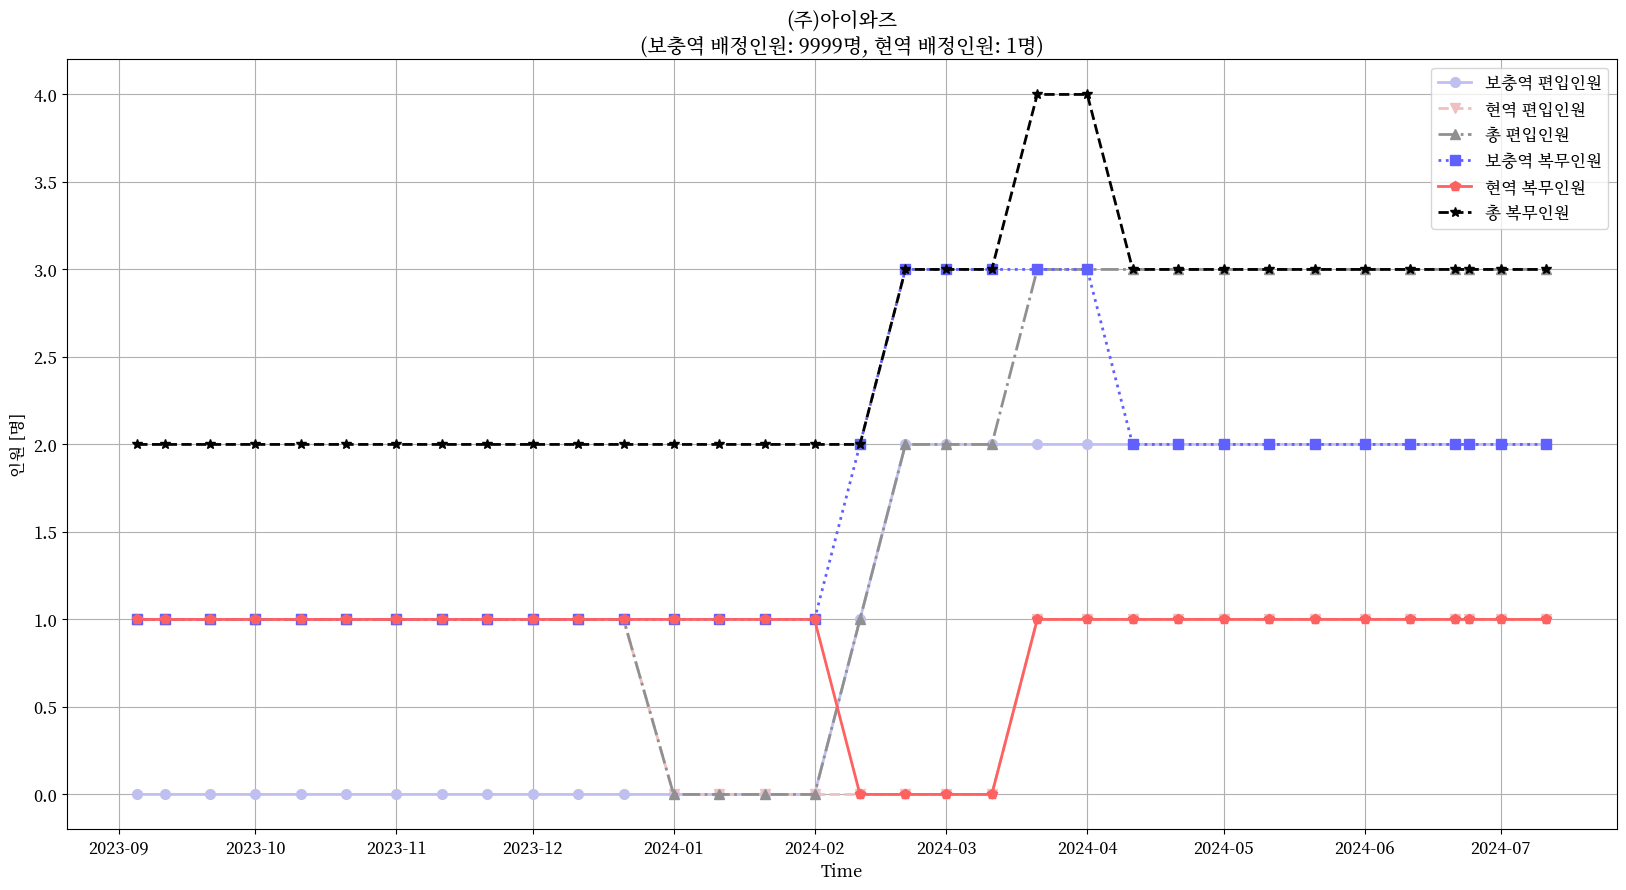 (주)아이와즈
(보충역 배정인원: 9999명, 현역 배정인원: 1명)
보충역 편입인원
현역 편입인원
총 편입인원
보충역 복무인원
현역 복무인원
총 복무인원
4.0
3.5
3.0
2.5
2.0
1.5
1.0
0.5
0.0
인원 [명]
2023-09 2023-10 2023-11 2023-12 2024-01 2024-02 2024-03 2024-04 2024-05 2024-06 2024-07
Time